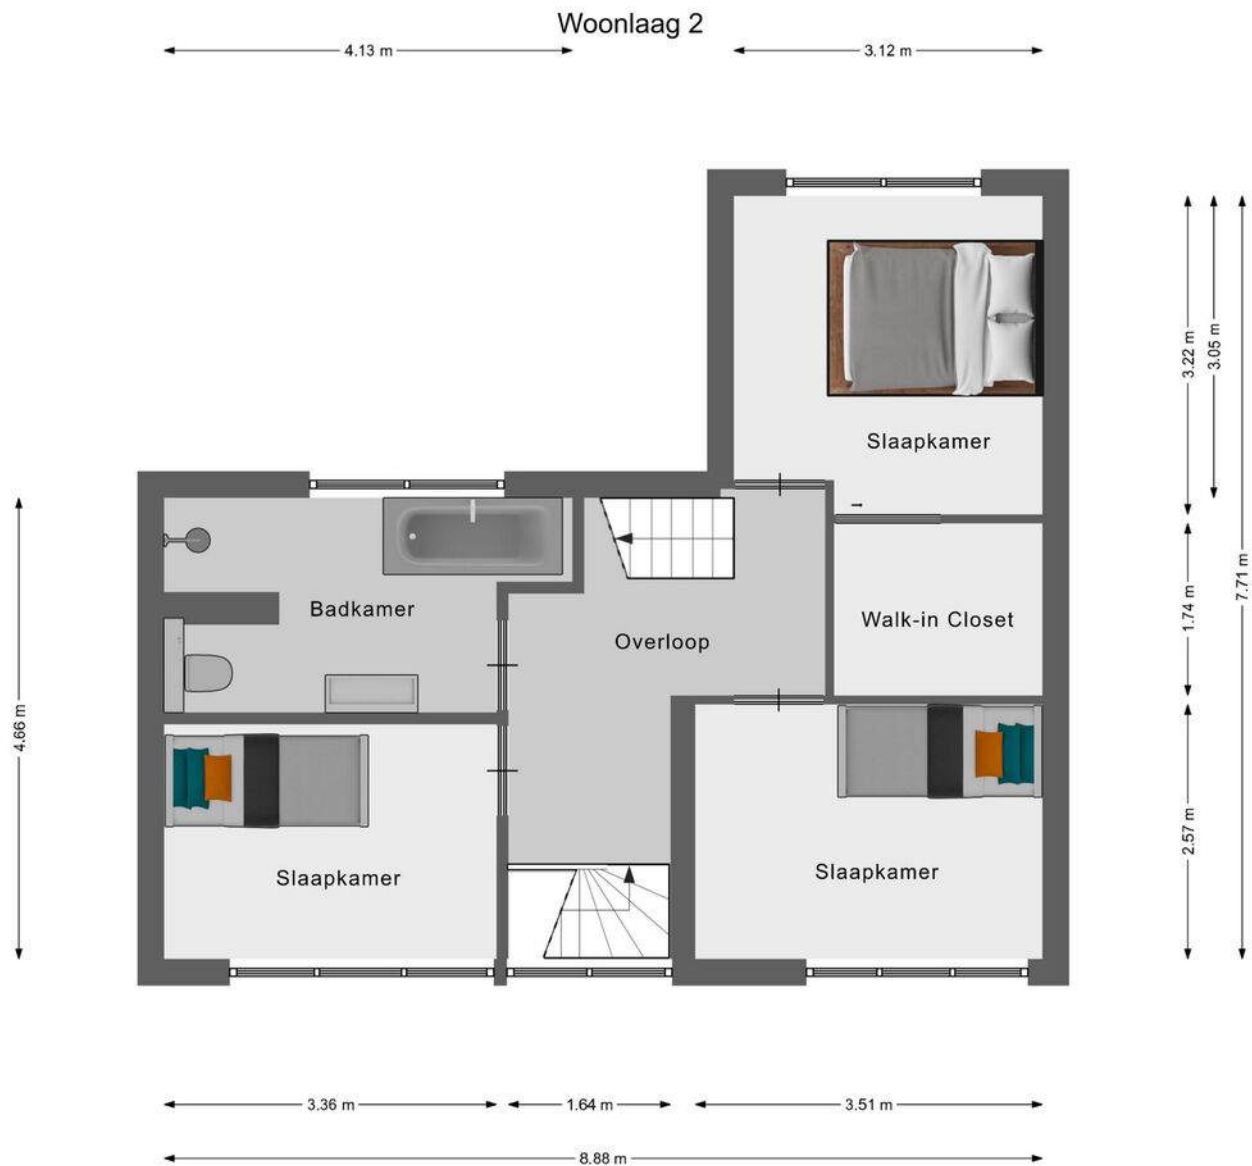 Woonlaag 2
4.13 m
3.12 m
3.22 m
3.05 m
Slaapkamer
7.71 m
Badkamer
Walk-in Closet
1.74 m
Overloop
4.66 m
2.57 m
Slaapkamer
Slaapkamer
3.36 m
1.64 m
3.51 m
8.88 m